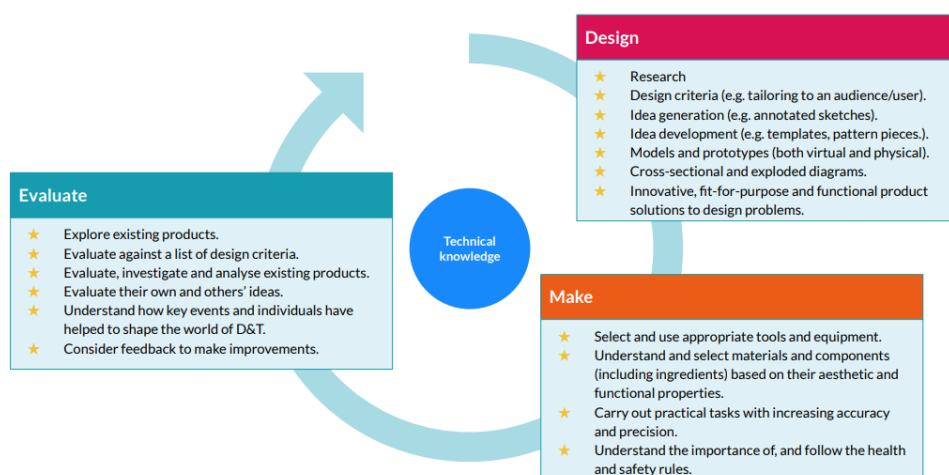 Design
Research
Design criteria (e.g. tailoring to an audience/user).
Idea generation (e.g. annotated sketches).
Idea development (e.g. templates, pattern pieces.).
Models and prototypes (both virtual and physical).
Cross-sectional and exploded diagrams.
Innovative, fit-for-purpose and functional product
solutions to design problems.
Make
Select and use appropriate tools and equipment.
Understand and select materials and components
(including ingredients) based on their aesthetic and
functional properties.
Carry out practical tasks with increasing accuracy
and precision.
Understand the importance of, and follow the health
and safety rules.
Evaluate
Explore existing products.
Evaluate against a list of design criteria.
Evaluate, investigate and analyse existing products.
Evaluate their own and others’ ideas.
Understand how key events and individuals have
helped to shape the world of D&T.
Consider feedback to make improvements.
Technical
knowledge